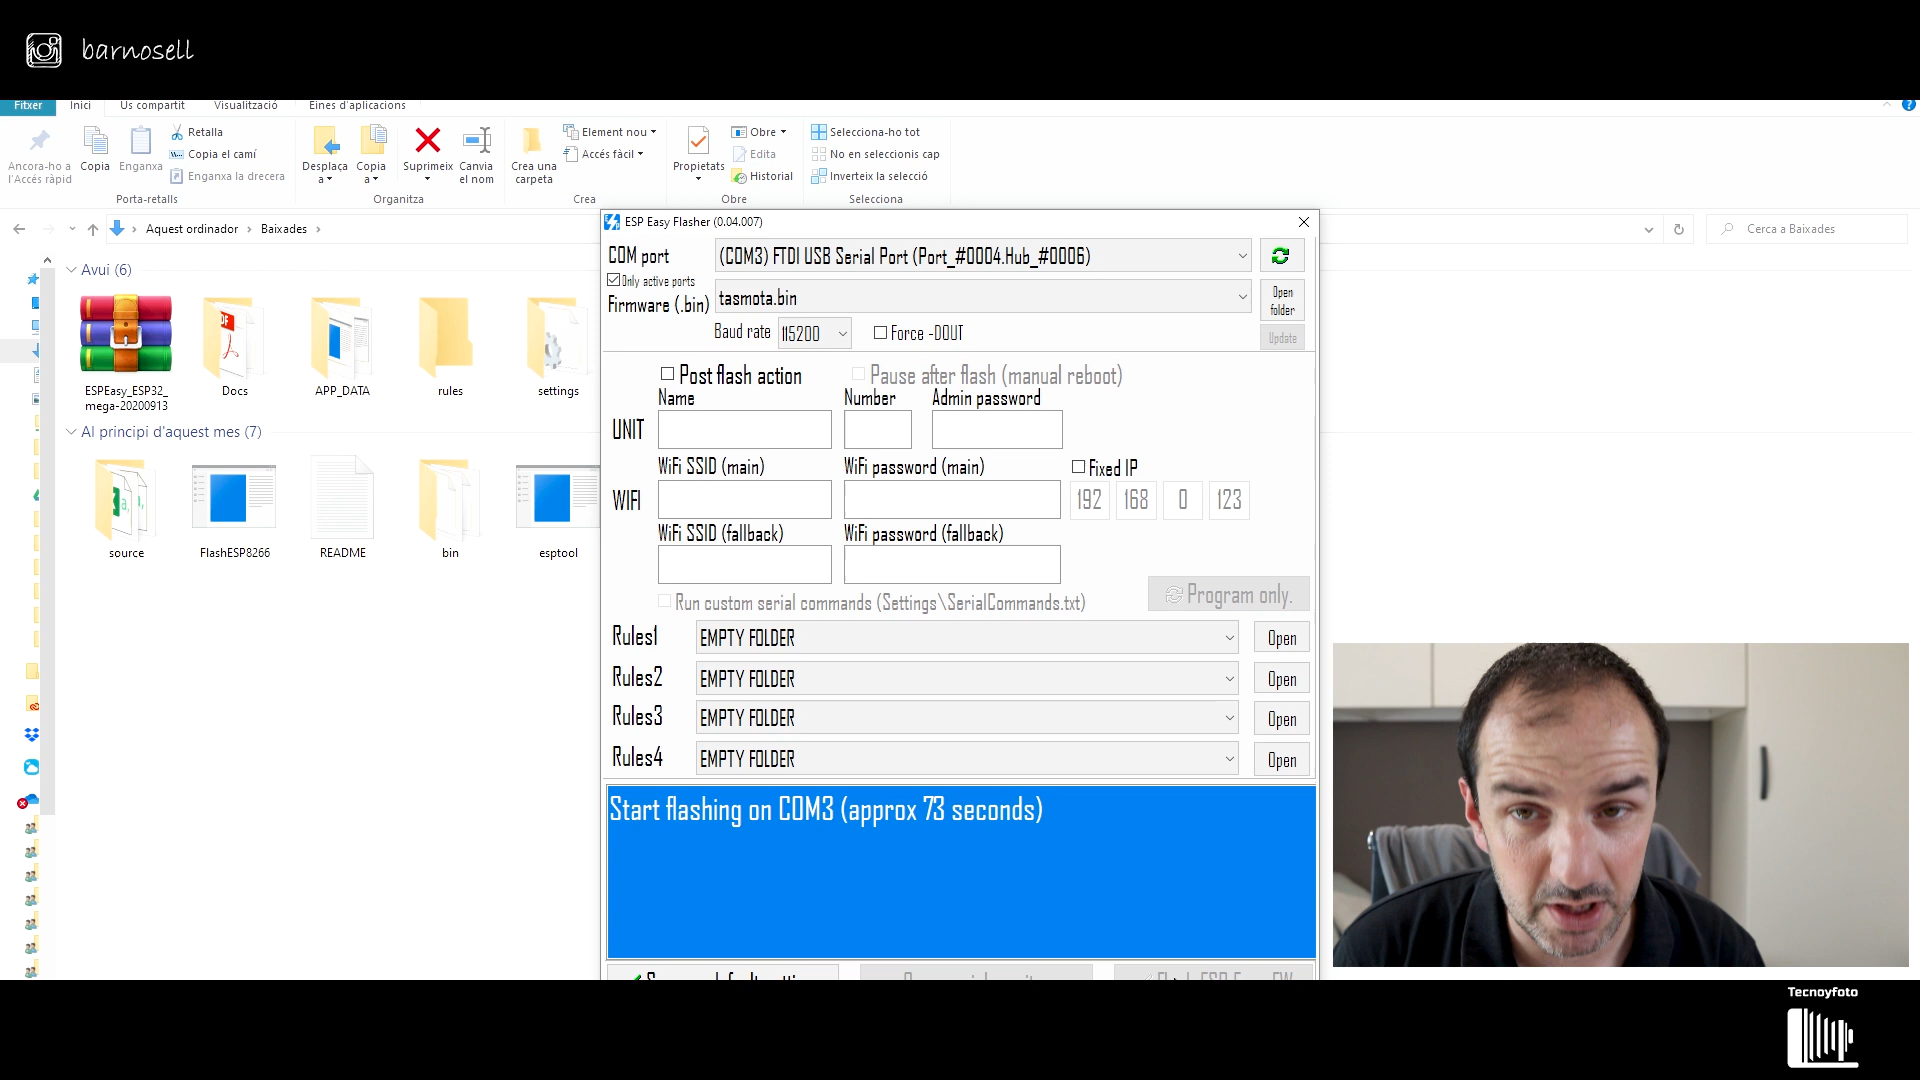 barnosell
Fitxer Inici Us compartit Visualització Eines d'aplicacions
Ancora-ho a l'Accés ràpid
Copia
Enganxa
Retalla
Copia el camí
Enganxa la drecera
Porta-retalls
Desplaça a
Copia a
Suprimeix
Canvia el nom
Organitza
Crea una carpeta
Element nou
Accés fàcil
Crea
Propietats
Obre
Edita
Historial
Obre
Selecciona-ho tot
No en seleccionis cap
Inverteix la selecció
Selecciona
Aquest ordinador > Baixades >
Cerca a Baixades
Avui (6)
ESPEasy_ESP32_
mega-20200913
Docs
APP_DATA
rules
settings
Al principi d'aquest mes (7)
source
FlashESP8266
README
bin
esptool
ESP Easy Flasher (0.04.007)
COM port
(COM3) FTDI USB Serial Port (Port_#0004.Hub_#0006)
Only active ports
Firmware (.bin)
tasmota.bin
Open folder
Baud rate 115200 Force -DOUT
Update
Post flash action Pause after flash (manual reboot)
Name Number Admin password
UNIT
WiFi SSID (main) WiFi password (main) Fixed IP
WIFI
192 168 0 123
WiFi SSID (fallback) WiFi password (fallback)
Run custom serial commands (Settings\SerialCommands.txt)
Program only.
Rules1 EMPTY FOLDER Open
Rules2 EMPTY FOLDER Open
Rules3 EMPTY FOLDER Open
Rules4 EMPTY FOLDER Open
Start flashing on COM3 (approx 73 seconds)
Tecnoyfoto